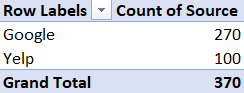 Row Labels Count of Source
Google 270
Yelp 100
Grand Total 370